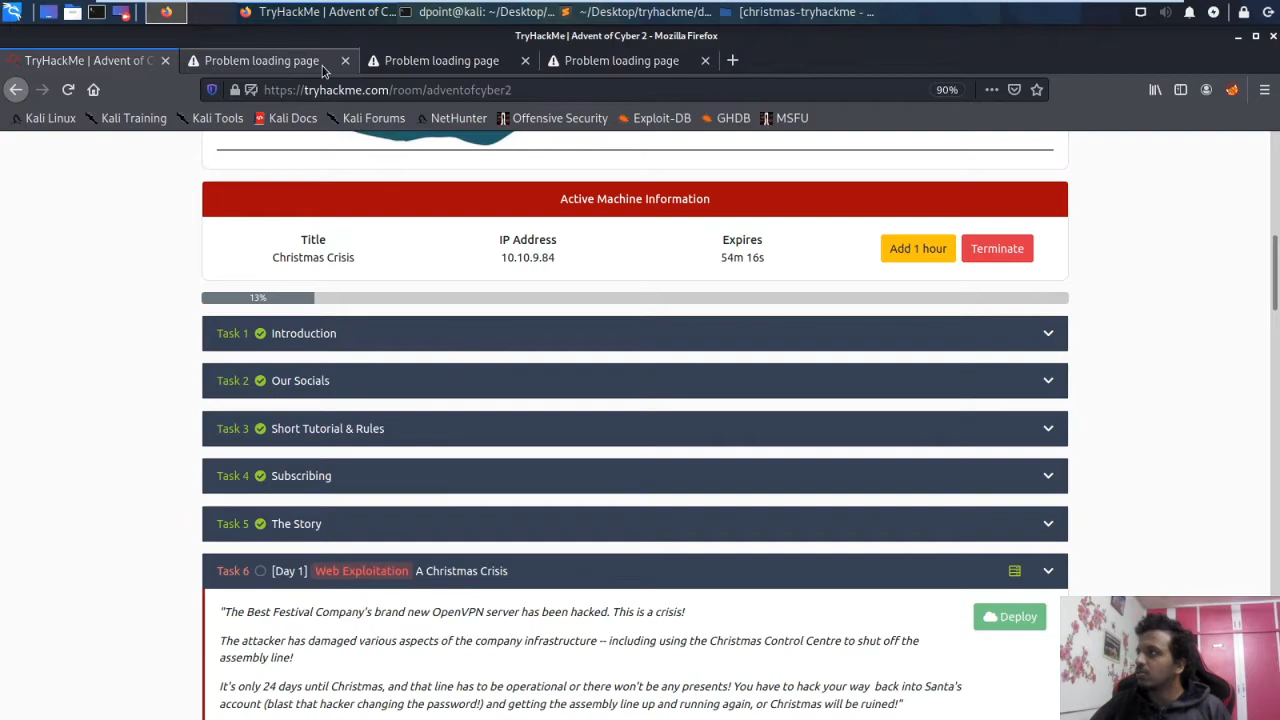 TryHackMe | Advent of C...
dpoint@kali: ~/Desktop/...
~/Desktop/tryhackme/d...
[christmas-tryhackme - ...
TryHackMe | Advent of Cyber 2 - Mozilla Firefox
TryHackMe | Advent of C
Problem loading page
Problem loading page
Problem loading page
https://tryhackme.com/room/adventofcyber2
90%
Kali Linux
Kali Training
Kali Tools
Kali Docs
Kali Forums
NetHunter
Offensive Security
Exploit-DB
GHDB
MSFU
Active Machine Information
Title
IP Address
Expires
Christmas Crisis
10.10.9.84
54m 16s
Add 1 hour
Terminate
13%
Task 1 Introduction
Task 2 Our Socials
Task 3 Short Tutorial & Rules
Task 4 Subscribing
Task 5 The Story
Task 6 [Day 1] Web Exploitation A Christmas Crisis
"The Best Festival Company's brand new OpenVPN server has been hacked. This is a crisis!
Deploy
The attacker has damaged various aspects of the company infrastructure -- including using the Christmas Control Centre to shut off the
assembly line!
It's only 24 days until Christmas, and that line has to be operational or there won't be any presents! You have to hack your way back into Santa's
account (blast that hacker changing the password!) and getting the assembly line up and running again, or Christmas will be ruined!"